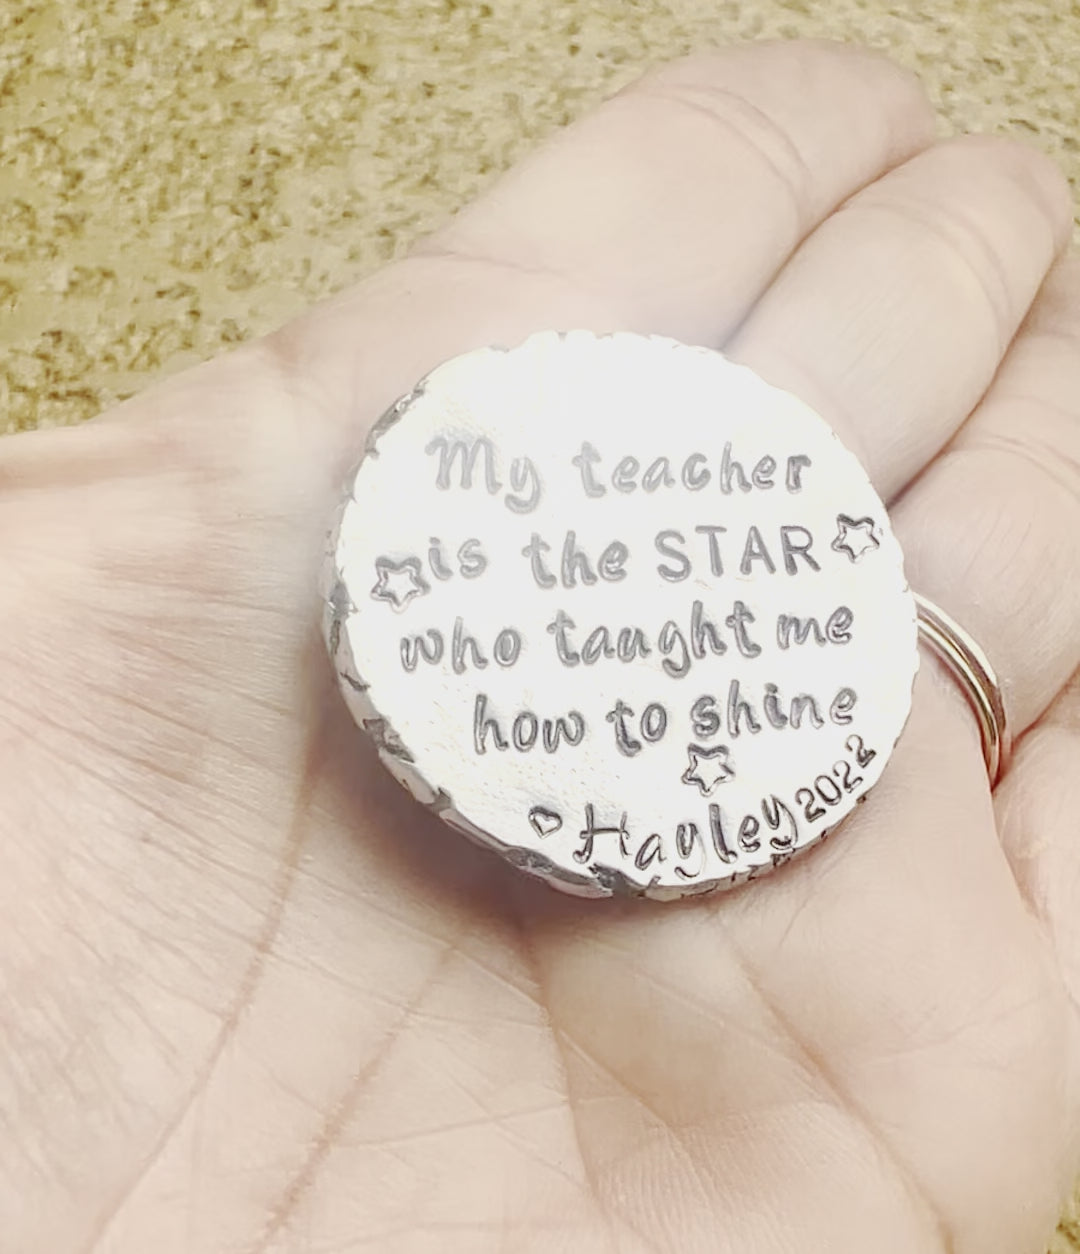 My teacher
is the STAR
who taught me
how to shine
Hayley 2022